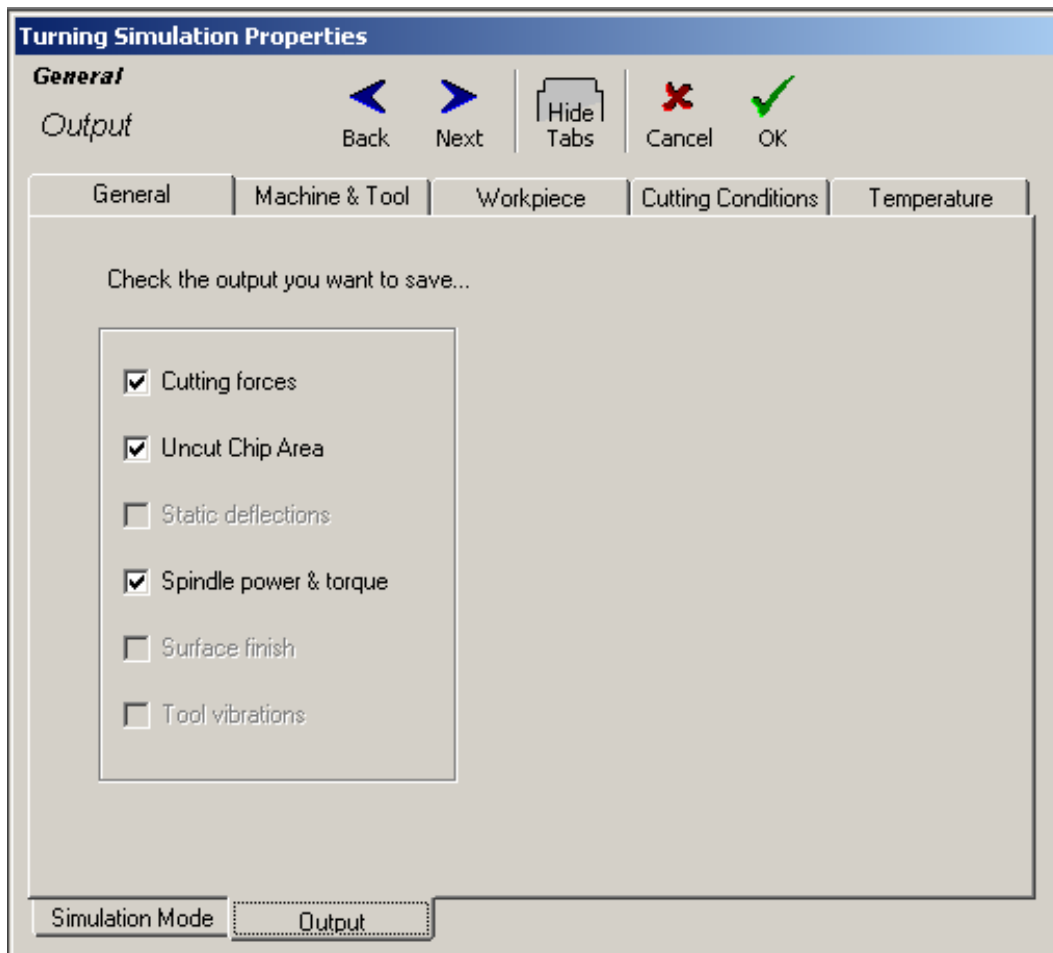 Turning Simulation Properties
General
Output
Back
Next
Hide
Tabs
Cancel
OK
General
Machine & Tool
Workpiece
Cutting Conditions
Temperature
Check the output you want to save...
Cutting forces
Uncut Chip Area
Static deflections
Spindle power & torque
Surface finish
Tool vibrations
Simulation Mode
Output